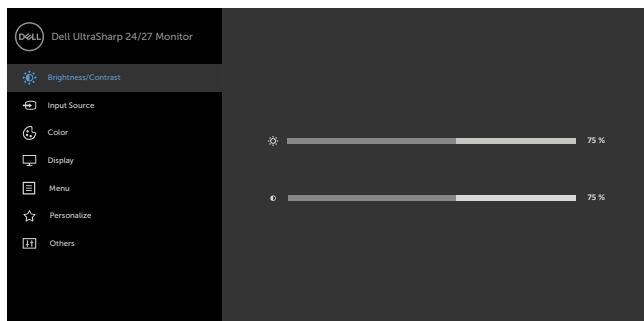 DELL
Dell UltraSharp 24/27 Monitor
Brightness/Contrast
Input Source
Color
Display
Menu
Personalize
Others
75 %
75 %